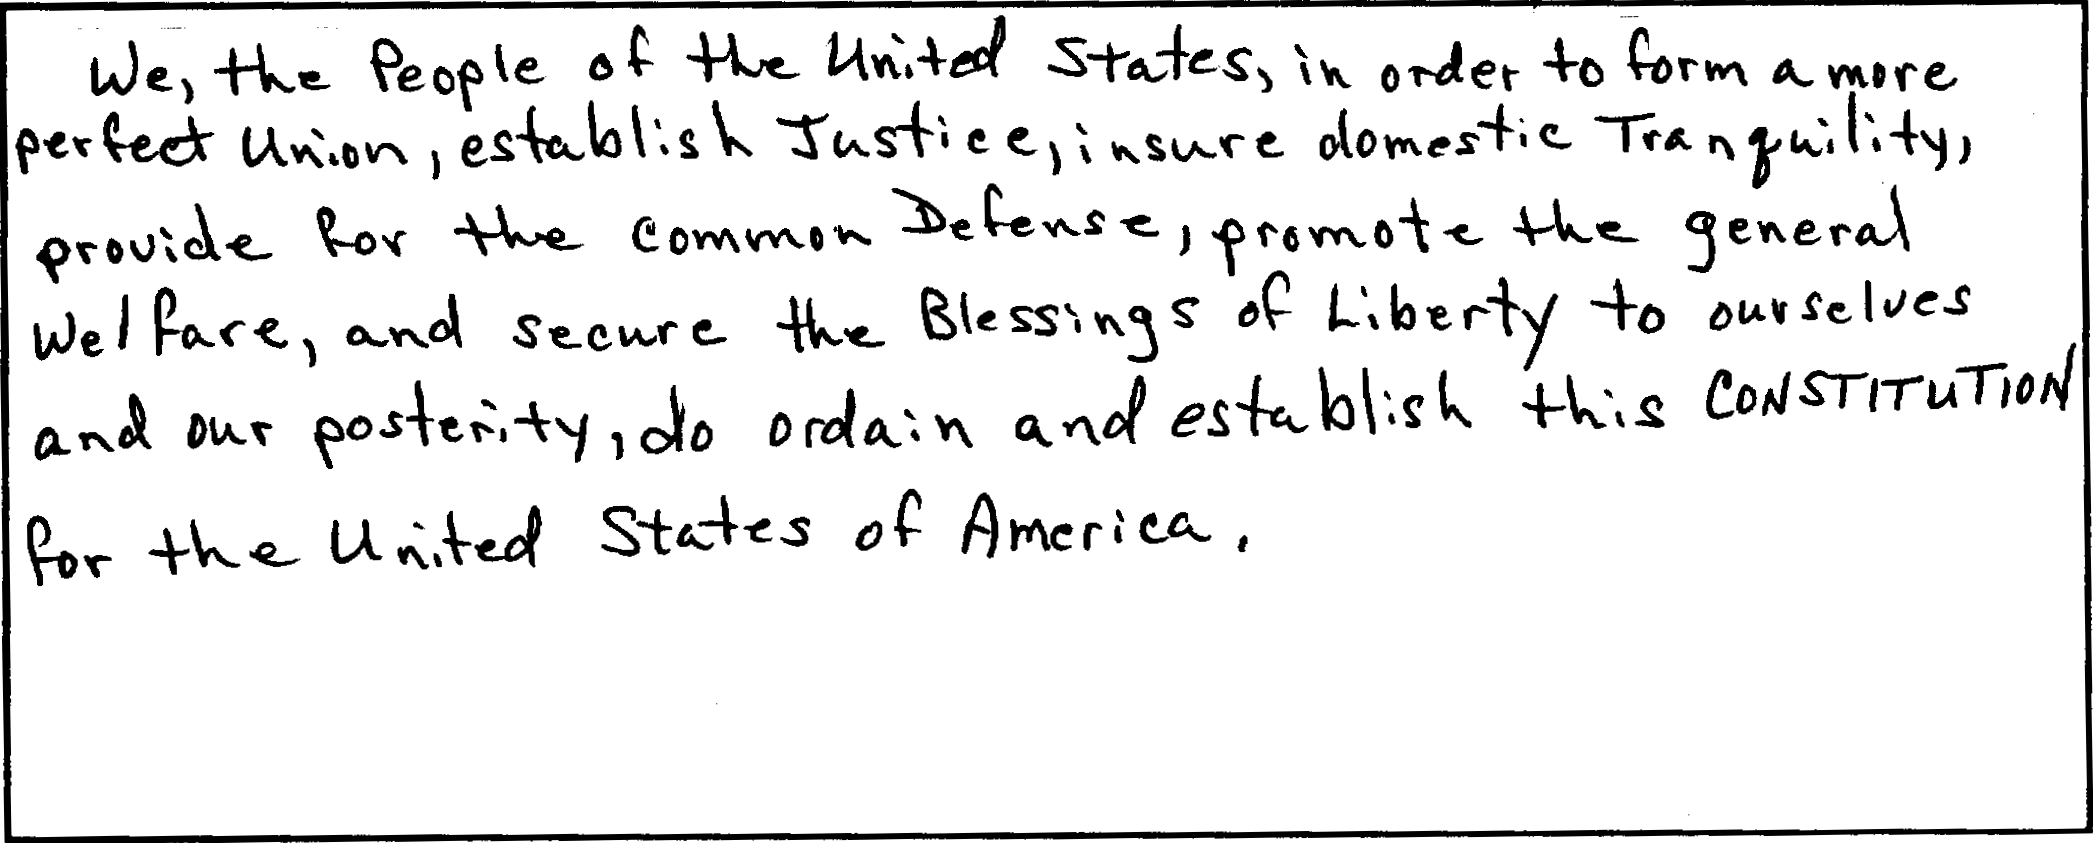 We, the People of the United States, in order to form a more
perfect Union, establish Justice, insure domestic Tranquility,
provide for the common Defense, promote the general
Welfare, and secure the Blessings of Liberty to ourselves
and our posterity, do ordain and establish this CONSTITUTION
for the United States of America.